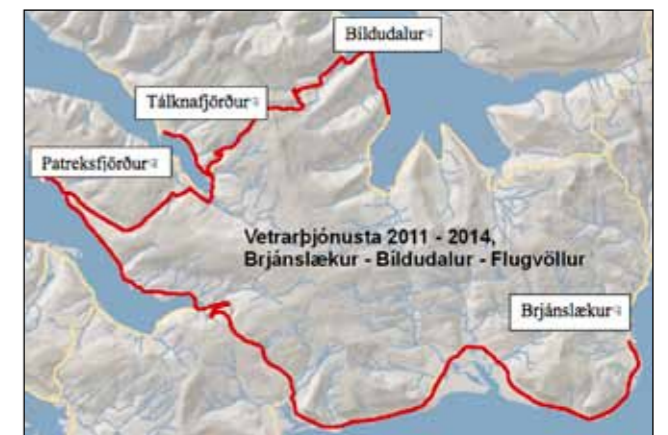 Bíldudalur
Tálknafjörður
Patreksfjörður
Vetrarþjónusta 2011 - 2014,
Brjánslækur - Bíldudalur - Flugvöllur
Brjánslækur